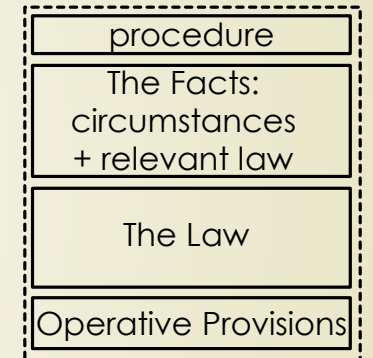 procedure
The Facts:
circumstances
+ relevant law
The Law
Operative Provisions